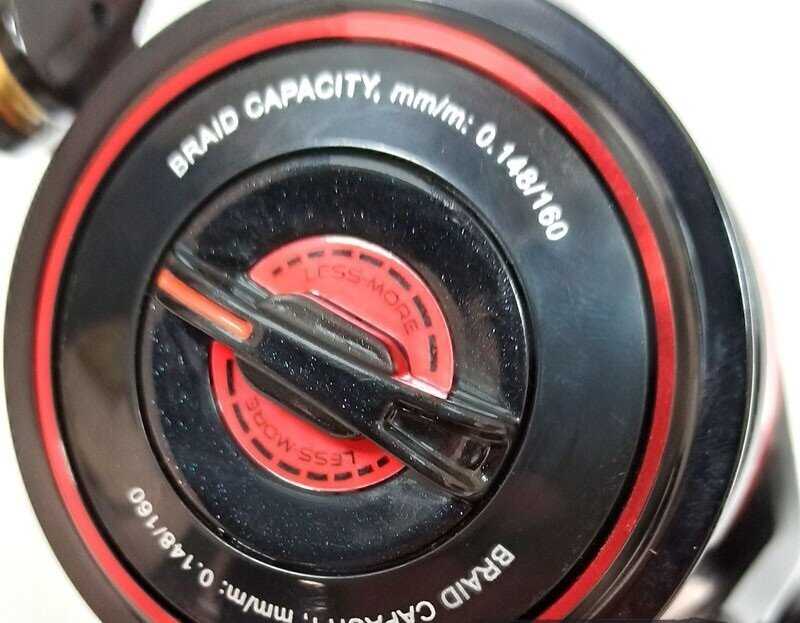 BRAID CAPACITY, mm/m: 0.148/160
LESS-MORE
LESS-MORE
BRAID CAPACITY, mm/m: 0.148/160